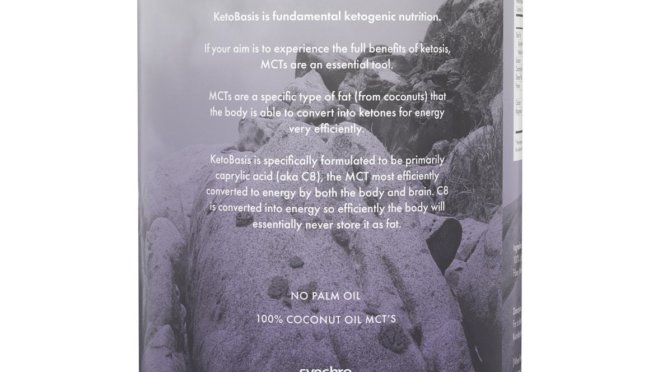 KetoBasis is fundamental ketogenic nutrition.
If your aim is to experience the full benefits of ketosis,
MCTs are an essential tool.
MCTs are a specific type of fat (from coconuts) that
the body is able to convert into ketones for energy
very efficiently.
KetoBasis is specifically formulated to be primarily
caprylic acid (aka C8), the MCT most efficiently
converted to energy by both the body and brain. C8
is converted into energy so efficiently the body will
essentially never store it as fat.
NO PALM OIL
100% COCONUT OIL MCT'S
synchro